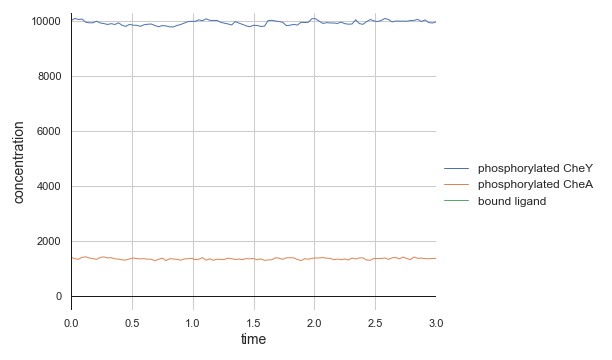 10000
8000
6000
4000
2000
0
concentration
0.0 0.5 1.0 1.5 2.0 2.5 3.0
time
phosphorylated CheY
phosphorylated CheA
bound ligand